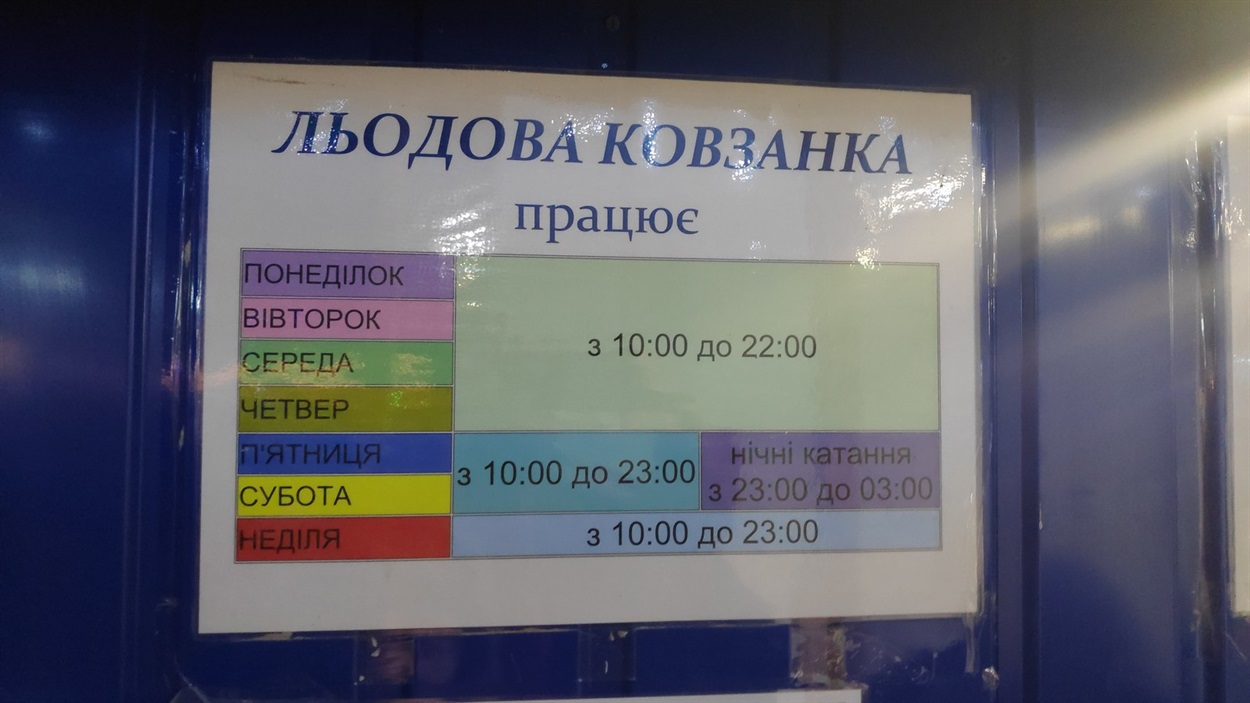 ЛЬОДОВА КОВЗАНКА
працює
ПОНЕДІЛОК
ВІВТОРОК
СЕРЕДА
ЧЕТВЕР
з 10:00 до 22:00
П'ЯТНИЦЯ
СУБОТА
з 10:00 до 23:00
нічні катання
з 23:00 до 03:00
НЕДІЛЯ
з 10:00 до 23:00